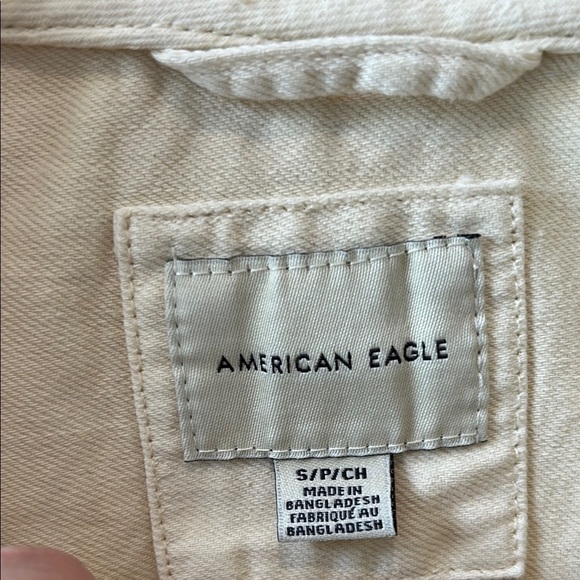 AMERICAN EAGLE
S/P/CH
MADE IN
BANGLADESH
FABRIQUÉ AU
BANGLADESH